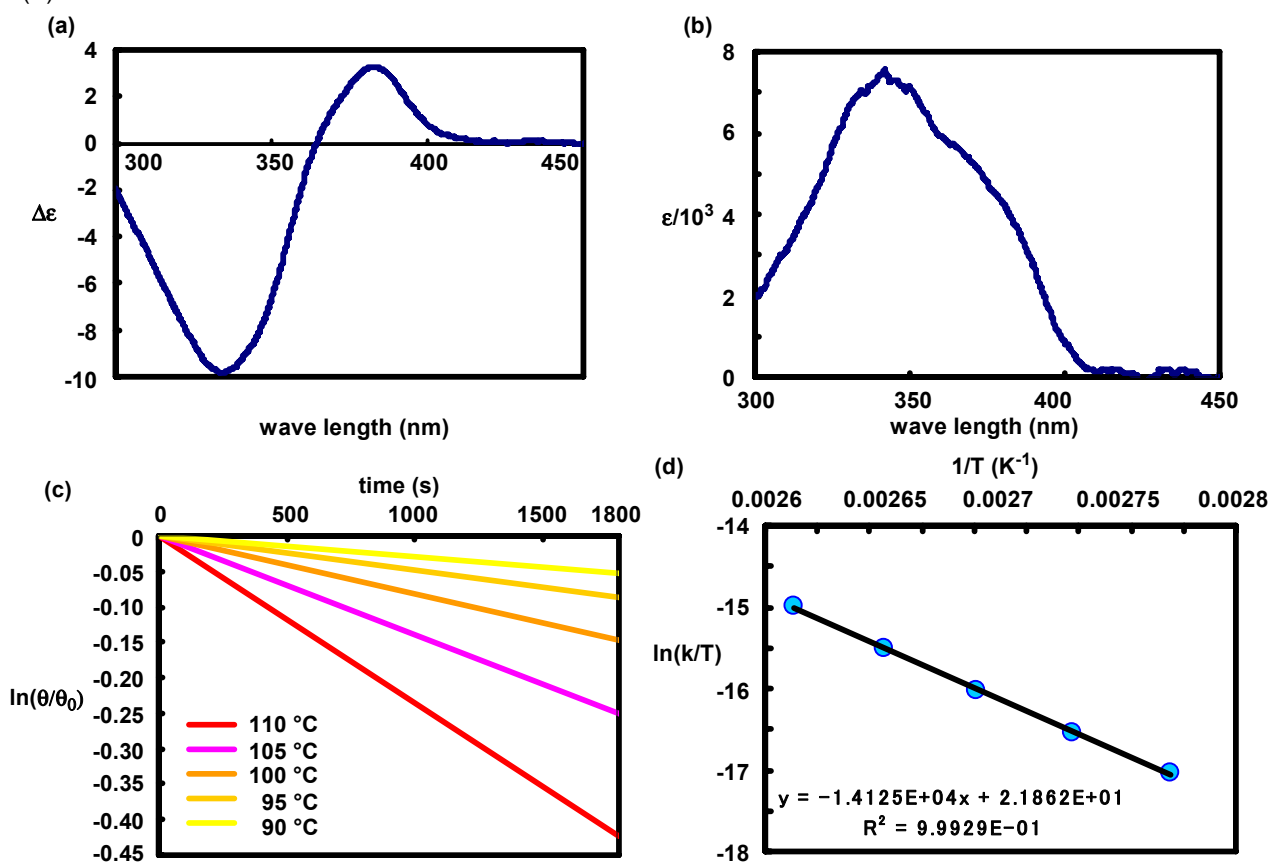 (a)
4
2
0
-2
-4
-6
-8
-10
Δε
300
350
400
450
wave length (nm)
(b)
8
6
4
2
0
ε/10³
300
350
400
450
wave length (nm)
(c)
time (s)
0
500
1000
1500
1800
0
-0.05
-0.10
-0.15
-0.20
-0.25
-0.30
-0.35
-0.40
-0.45
ln(θ/θ₀)
110 °C
105 °C
100 °C
95 °C
90 °C
(d)
1/T (K⁻¹)
0.0026
0.00265
0.0027
0.00275
0.0028
-14
-15
-16
-17
-18
ln(k/T)
y = −1.4125E+04x + 2.1862E+01
R² = 9.9929E-01